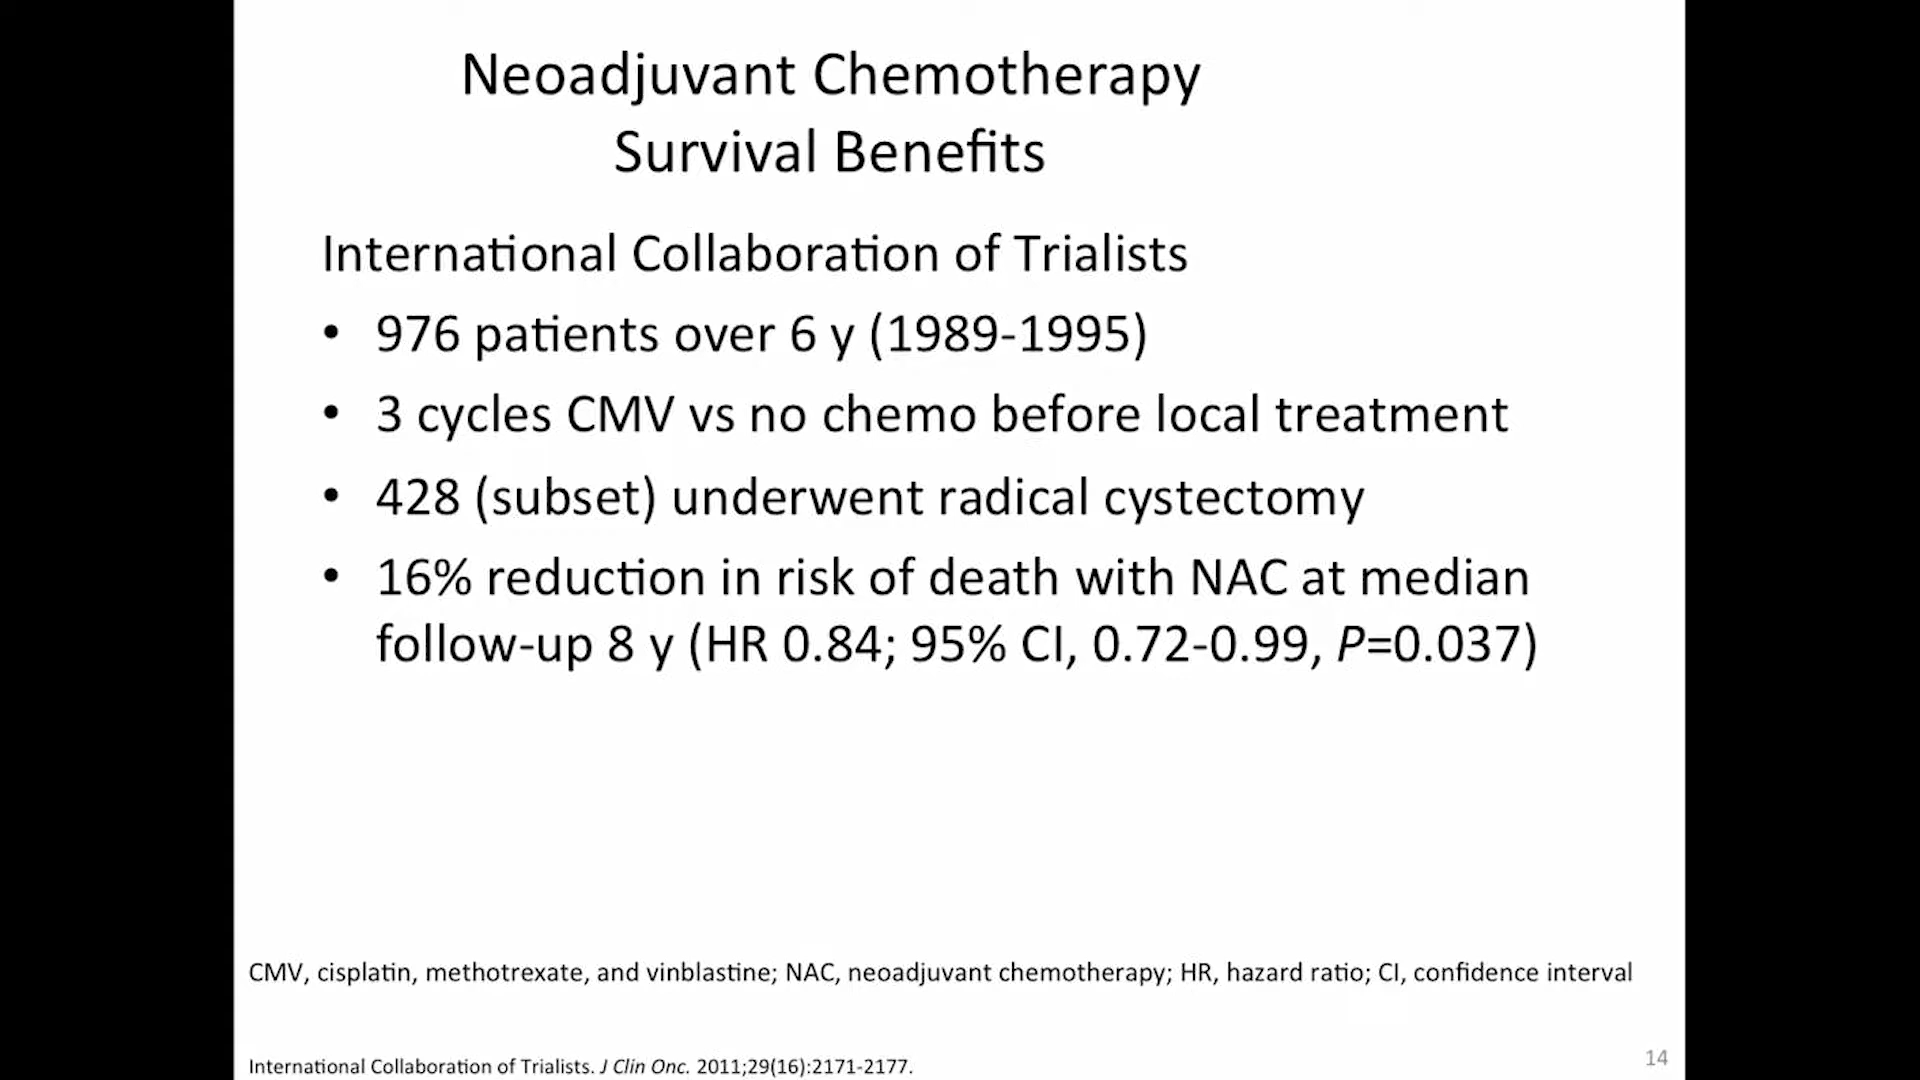 Neoadjuvant Chemotherapy
Survival Benefits
International Collaboration of Trialists
• 976 patients over 6 y (1989-1995)
• 3 cycles CMV vs no chemo before local treatment
• 428 (subset) underwent radical cystectomy
• 16% reduction in risk of death with NAC at median
follow-up 8 y (HR 0.84; 95% CI, 0.72-0.99, P=0.037)
CMV, cisplatin, methotrexate, and vinblastine; NAC, neoadjuvant chemotherapy; HR, hazard ratio; CI, confidence interval
International Collaboration of Trialists. J Clin Onc. 2011;29(16):2171-2177.
14